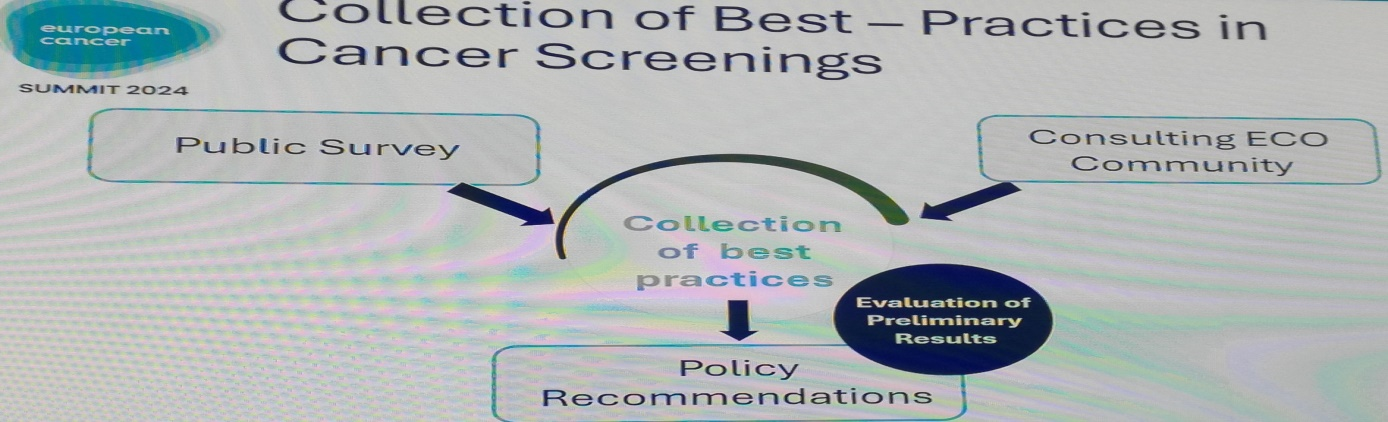 european
cancer
SUMMIT 2024
Collection of Best – Practices in
Cancer Screenings
Public Survey
Consulting ECO
Community
Collection
of best
practices
Evaluation of
Preliminary
Results
Policy
Recommendations